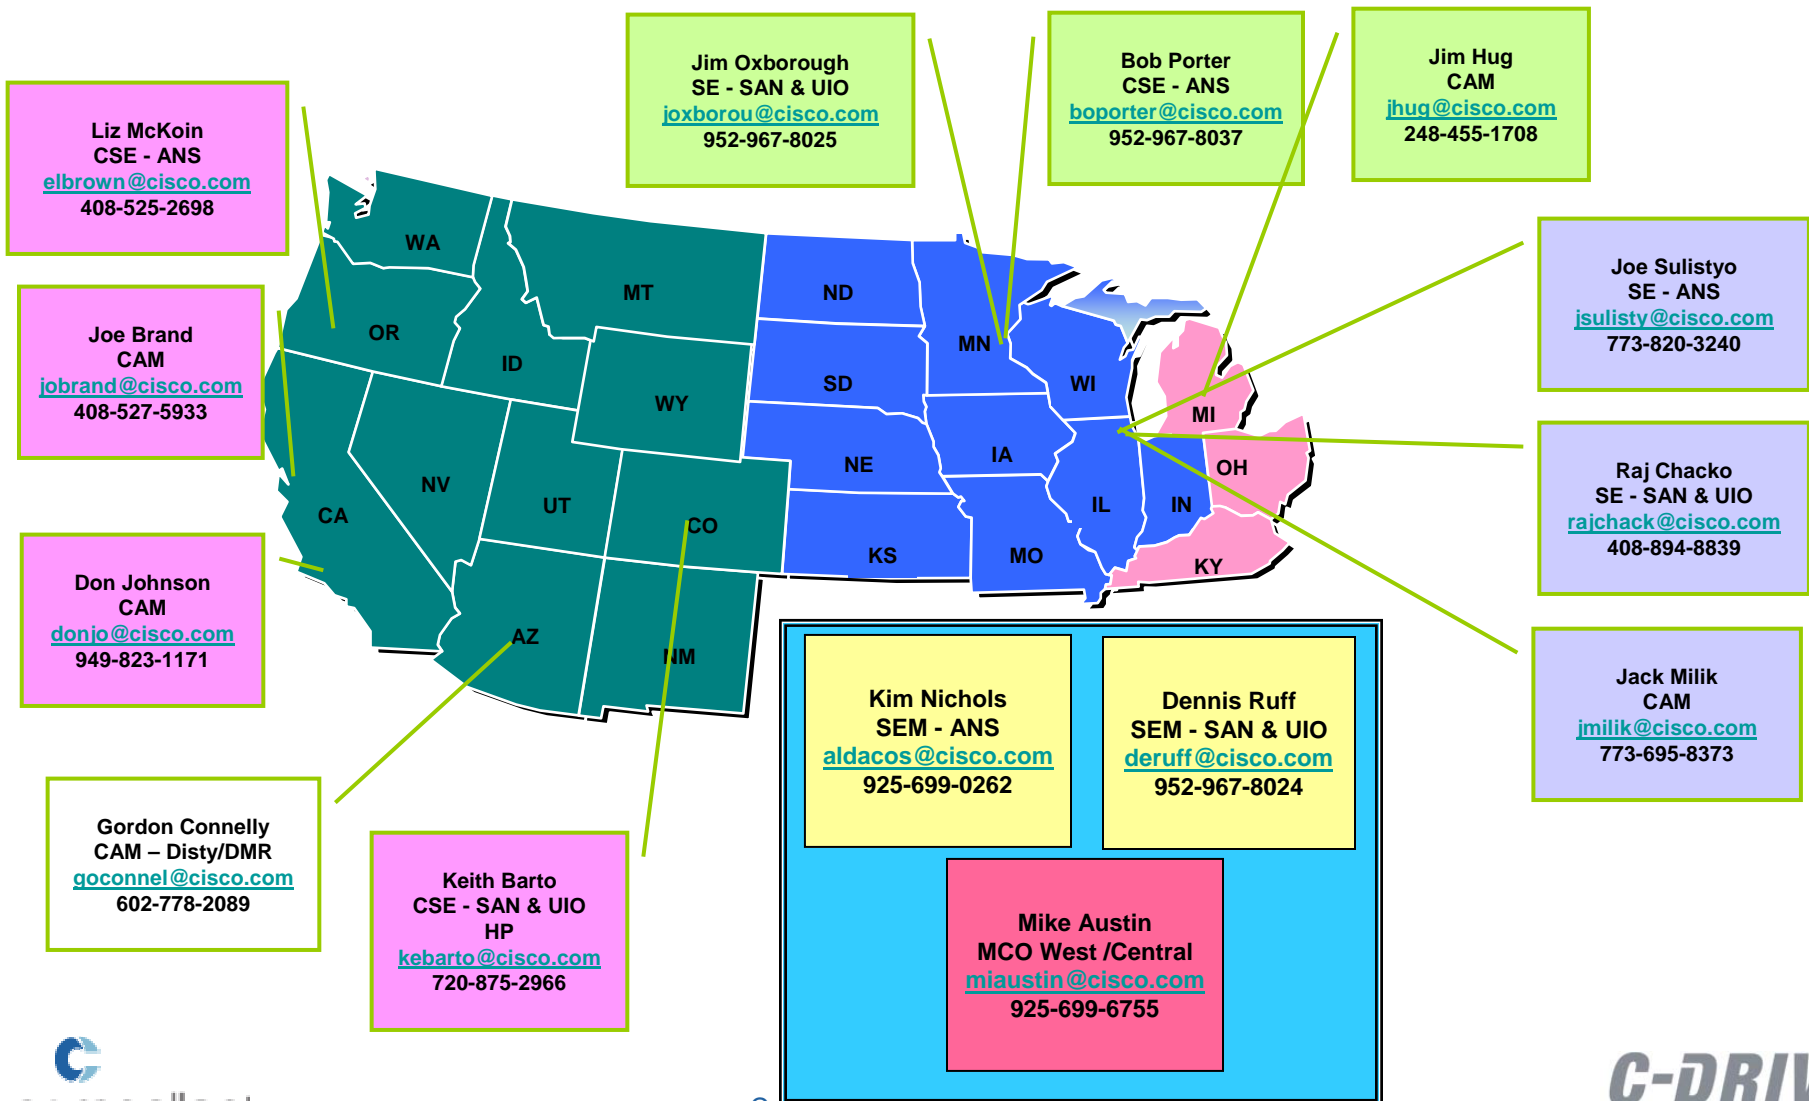 Jim Oxborough
SE - SAN & UIO
joxborou@cisco.com
952-967-8025
Bob Porter
CSE - ANS
boporter@cisco.com
952-967-8037
Jim Hug
CAM
jhug@cisco.com
248-455-1708
Liz McKoin
CSE - ANS
elbrown@cisco.com
408-525-2698
Joe Brand
CAM
jobrand@cisco.com
408-527-5933
Don Johnson
CAM
donjo@cisco.com
949-823-1171
Gordon Connelly
CAM – Disty/DMR
goconnel@cisco.com
602-778-2089
Keith Barto
CSE - SAN & UIO
HP
kebarto@cisco.com
720-875-2966
WA
MT
ND
MN
OR
ID
SD
WI
WY
MI
NE
IA
OH
NV
UT
CA
CO
IL
IN
KS
MO
KY
AZ
NM
Joe Sulistyo
SE - ANS
jsulisty@cisco.com
773-820-3240
Raj Chacko
SE - SAN & UIO
rajchack@cisco.com
408-894-8839
Jack Milik
CAM
jmilik@cisco.com
773-695-8373
Kim Nichols
SEM - ANS
aldacos@cisco.com
925-699-0262
Dennis Ruff
SEM - SAN & UIO
deruff@cisco.com
952-967-8024
Mike Austin
MCO West /Central
miaustin@cisco.com
925-699-6755
C-DRIV